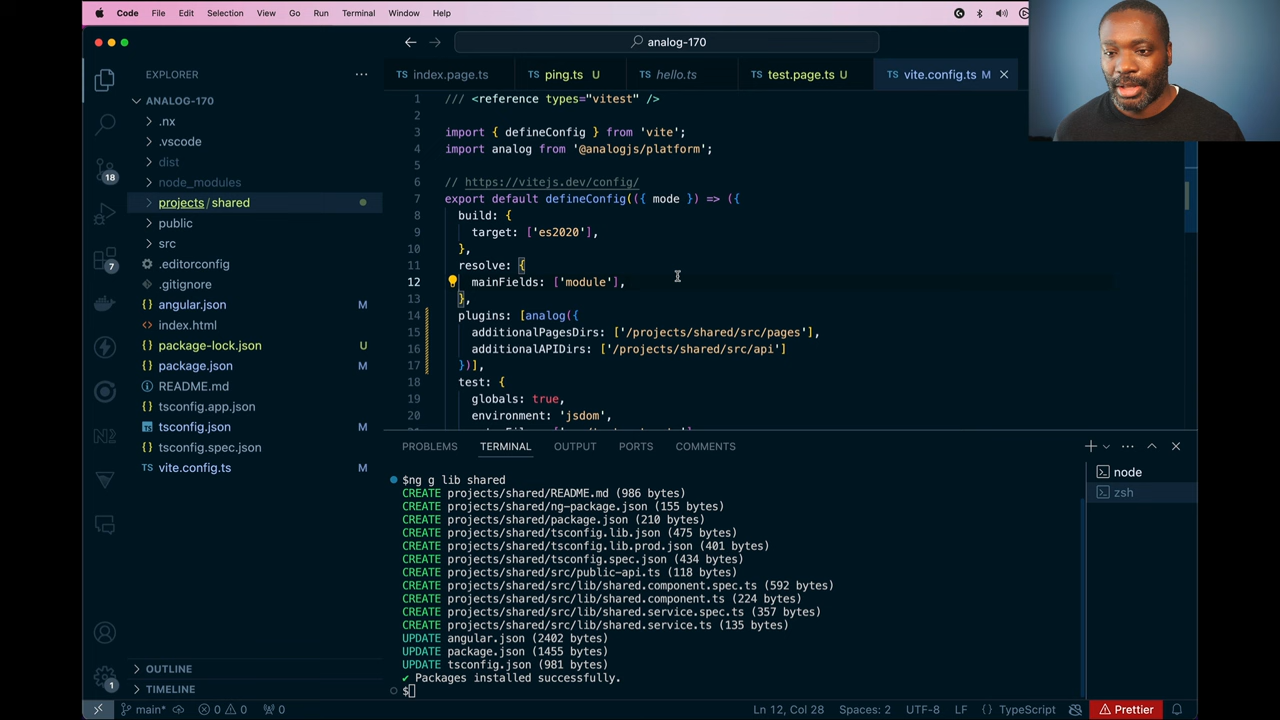 Code File Edit Selection View Go Run Terminal Window Help
analog-170
EXPLORER
index.page.ts
ping.ts U
hello.ts
test.page.ts U
vite.config.ts M
ANALOG-170
.nx
.vscode
dist
node_modules
projects / shared
public
src
.editorconfig
.gitignore
angular.json M
index.html
package-lock.json U
package.json M
README.md
tsconfig.app.json
tsconfig.json M
tsconfig.spec.json
vite.config.ts M
OUTLINE
TIMELINE
18
7
1
1 /// <reference types="vitest" />
2
3 import { defineConfig } from 'vite';
4 import analog from '@analogjs/platform';
5
6 // https://vitejs.dev/config/
7 export default defineConfig(({ mode }) => ({
8 build: {
9 target: ['es2020'],
10 },
11 resolve: {
12 mainFields: ['module'],
13 },
14 plugins: [analog({
15 additionalPagesDirs: ['/projects/shared/src/pages'],
16 additionalAPIDirs: ['/projects/shared/src/api']
17 })],
18 test: {
19 globals: true,
20 environment: 'jsdom',
PROBLEMS TERMINAL OUTPUT PORTS COMMENTS
node
zsh
$ng g lib shared
CREATE projects/shared/README.md (986 bytes)
CREATE projects/shared/ng-package.json (155 bytes)
CREATE projects/shared/package.json (210 bytes)
CREATE projects/shared/tsconfig.lib.json (475 bytes)
CREATE projects/shared/tsconfig.lib.prod.json (401 bytes)
CREATE projects/shared/tsconfig.spec.json (434 bytes)
CREATE projects/shared/src/public-api.ts (118 bytes)
CREATE projects/shared/src/lib/shared.component.spec.ts (592 bytes)
CREATE projects/shared/src/lib/shared.component.ts (224 bytes)
CREATE projects/shared/src/lib/shared.service.spec.ts (357 bytes)
CREATE projects/shared/src/lib/shared.service.ts (135 bytes)
UPDATE angular.json (2402 bytes)
UPDATE package.json (1455 bytes)
UPDATE tsconfig.json (981 bytes)
✔ Packages installed successfully.
$
main* 0 0 0
Ln 12, Col 28 Spaces: 2 UTF-8 LF {} TypeScript Prettier